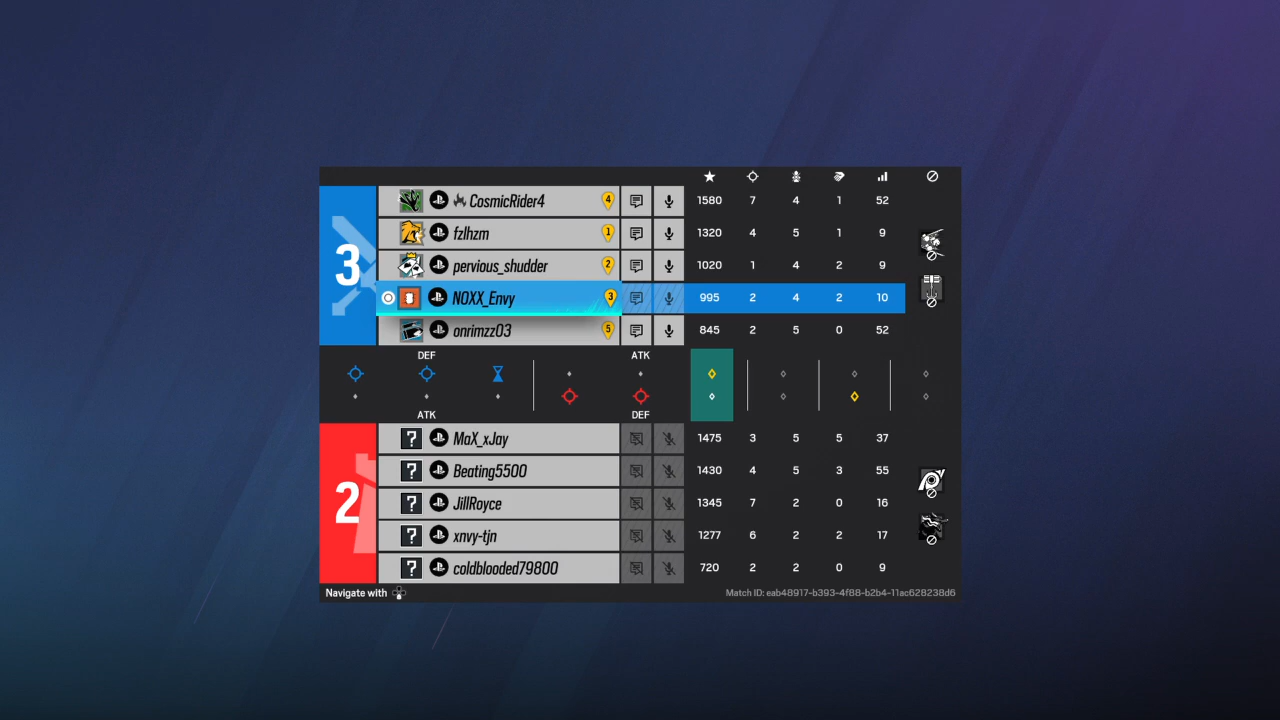 3
CosmicRider4 4 1580 7 4 1 52
fzlhzm 1 1320 4 5 1 9
pervious_shudder 2 1020 1 4 2 9
NOXX_Envy 3 995 2 4 2 10
onrimzz03 5 845 2 5 0 52
DEF ATK
ATK DEF
2
? MaX_xJay 1475 3 5 5 37
? Beating5500 1430 4 5 3 55
? JillRoyce 1345 7 2 0 16
? xnvy-tjn 1277 6 2 2 17
? coldblooded79800 720 2 2 0 9
Navigate with Match ID: eab48917-b393-4f88-b2b4-11ac628238d6